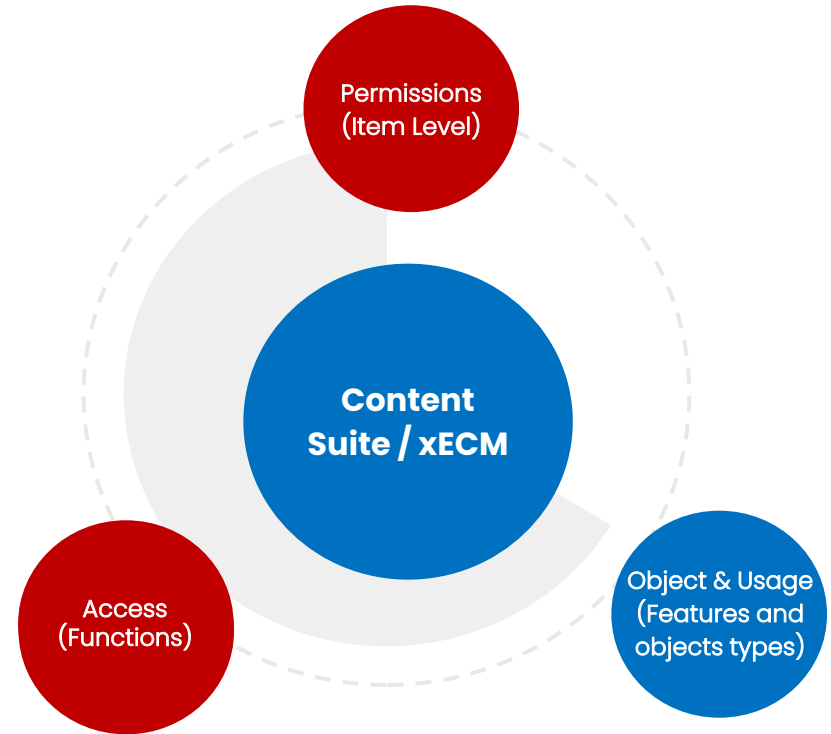 Permissions
(Item Level)
Content
Suite / xECM
Access
(Functions)
Object & Usage
(Features and
objects types)